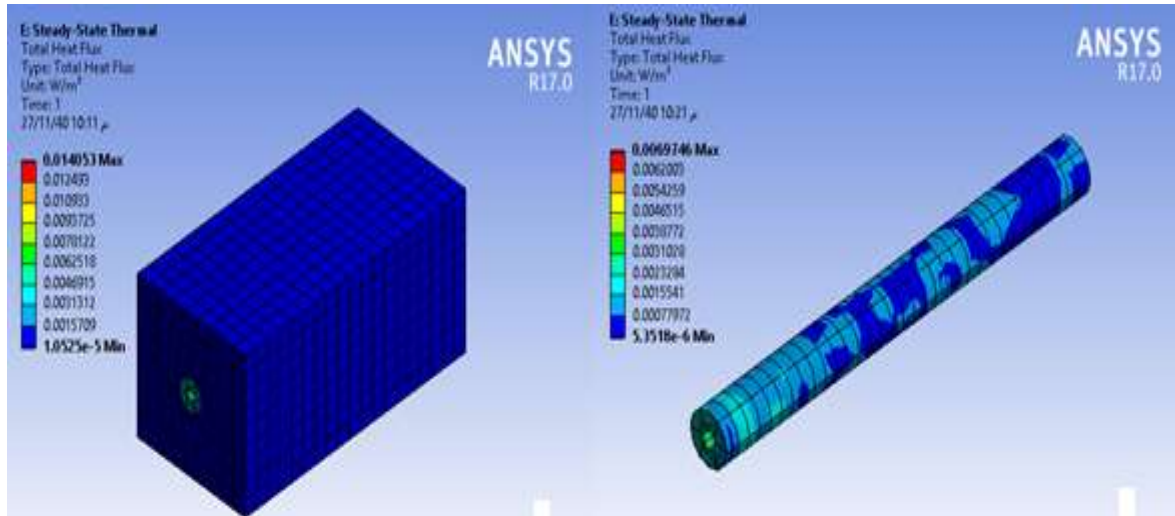 E: Steady-State Thermal
Total Heat Flux
Type: Total Heat Flux
Unit: W/m²
Time: 1
27/11/40 10:11 م
0.014053 Max
0.012493
0.010933
0.0093725
0.0078122
0.0062518
0.0046915
0.0031312
0.0015709
1.0525e-5 Min
ANSYS
R17.0
E: Steady-State Thermal
Total Heat Flux
Type: Total Heat Flux
Unit: W/m²
Time: 1
27/11/40 10:21 م
0.0069746 Max
0.0062003
0.0054259
0.0046515
0.0038772
0.0031028
0.0023284
0.0015541
0.00077972
5.3518e-6 Min
ANSYS
R17.0